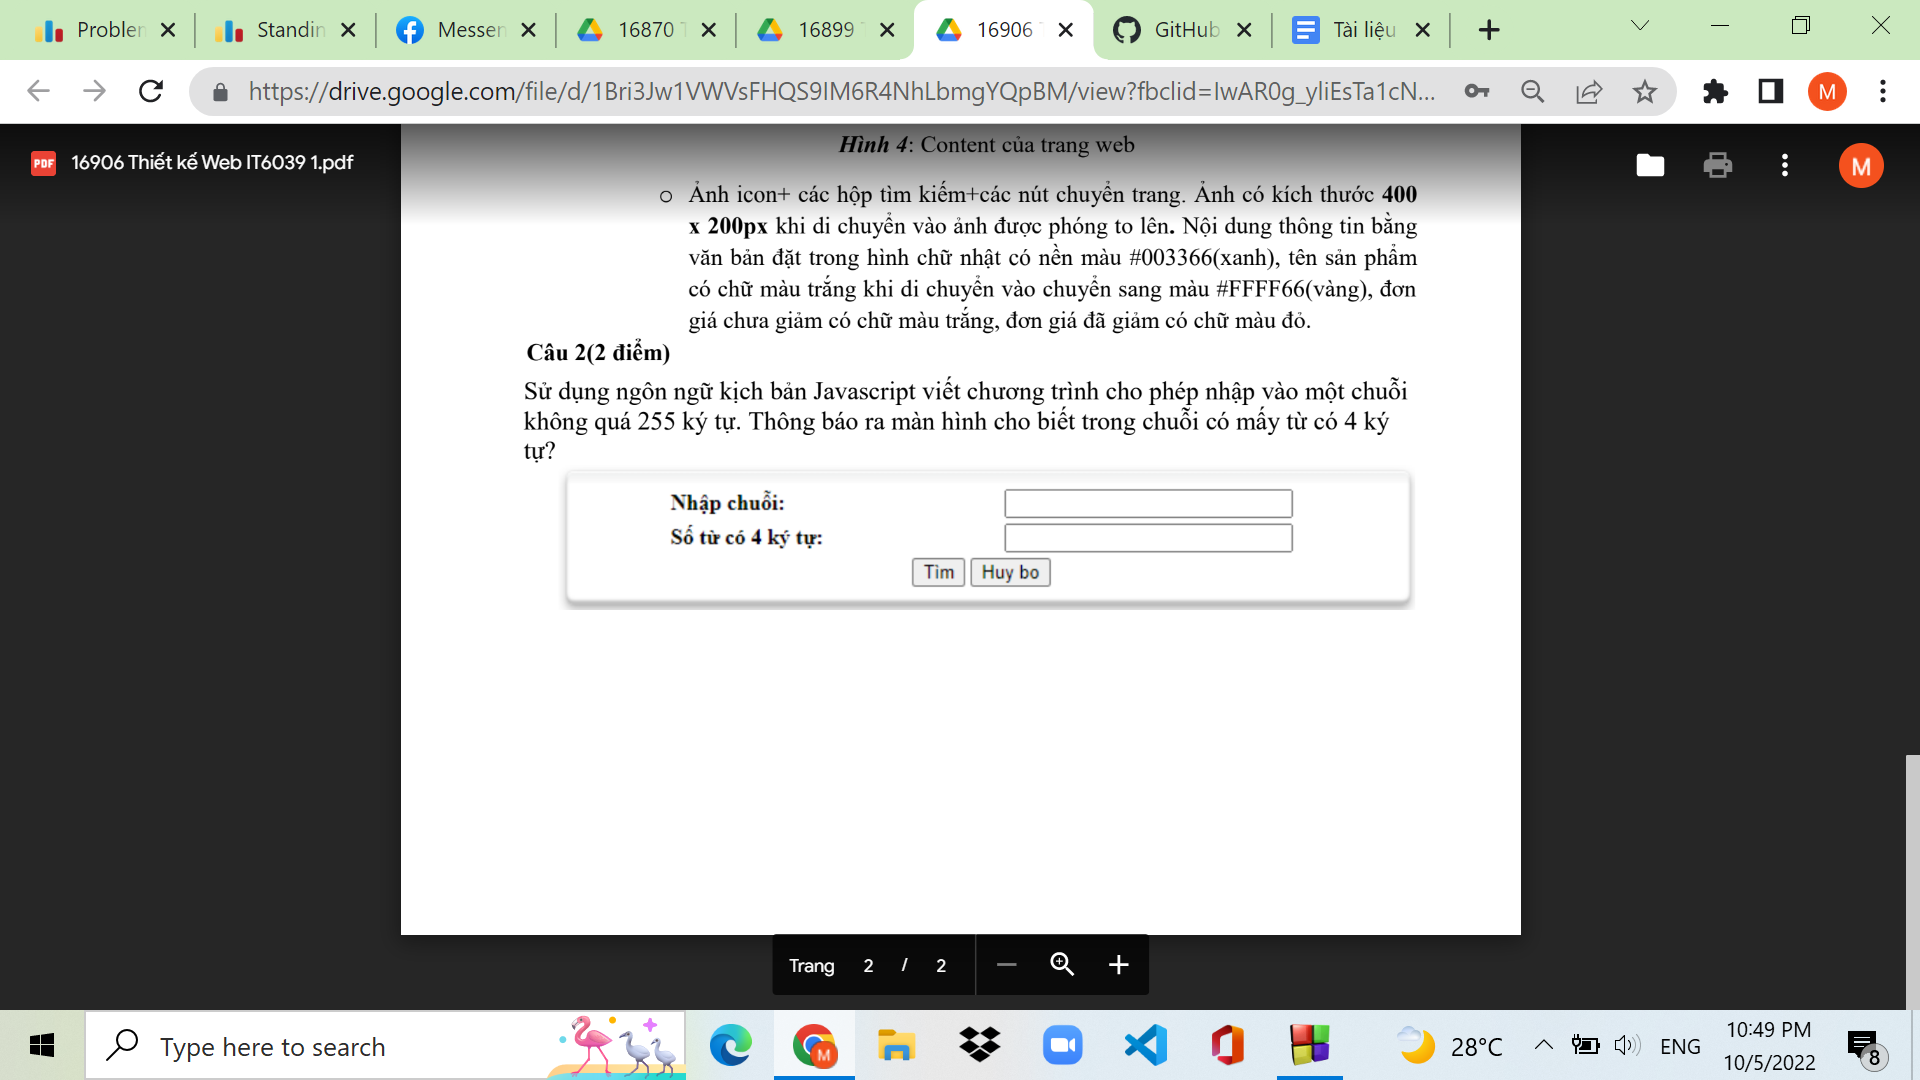 Problem
Standin
Messen
16870 T
16899
16906
GitHub
Tài liệu
https://drive.google.com/file/d/1Bri3Jw1VWVsFHQS9IM6R4NhLbmgYQpBM/view?fbclid=IwAR0g_yliEsTa1cN...
M
PDF 16906 Thiết kế Web IT6039 1.pdf
M
Hình 4: Content của trang web
o Ảnh icon+ các hộp tìm kiếm+các nút chuyển trang. Ảnh có kích thước 400
x 200px khi di chuyển vào ảnh được phóng to lên. Nội dung thông tin bằng
văn bản đặt trong hình chữ nhật có nền màu #003366(xanh), tên sản phẩm
có chữ màu trắng khi di chuyển vào chuyển sang màu #FFFF66(vàng), đơn
giá chưa giảm có chữ màu trắng, đơn giá đã giảm có chữ màu đỏ.
Câu 2(2 điểm)
Sử dụng ngôn ngữ kịch bản Javascript viết chương trình cho phép nhập vào một chuỗi
không quá 255 ký tự. Thông báo ra màn hình cho biết trong chuỗi có mấy từ có 4 ký
tự?
Nhập chuỗi:
Số từ có 4 ký tự:
Tim Huy bo
Trang 2 / 2
Type here to search
M
28°C
ENG
10:49 PM
10/5/2022
8